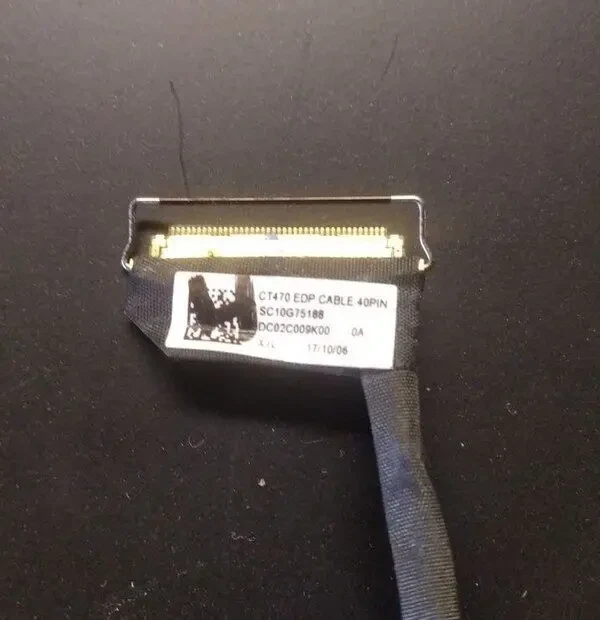 CT470 EDP CABLE 40PIN
SC10G75188
DC02C009K00 0A
17/10/06